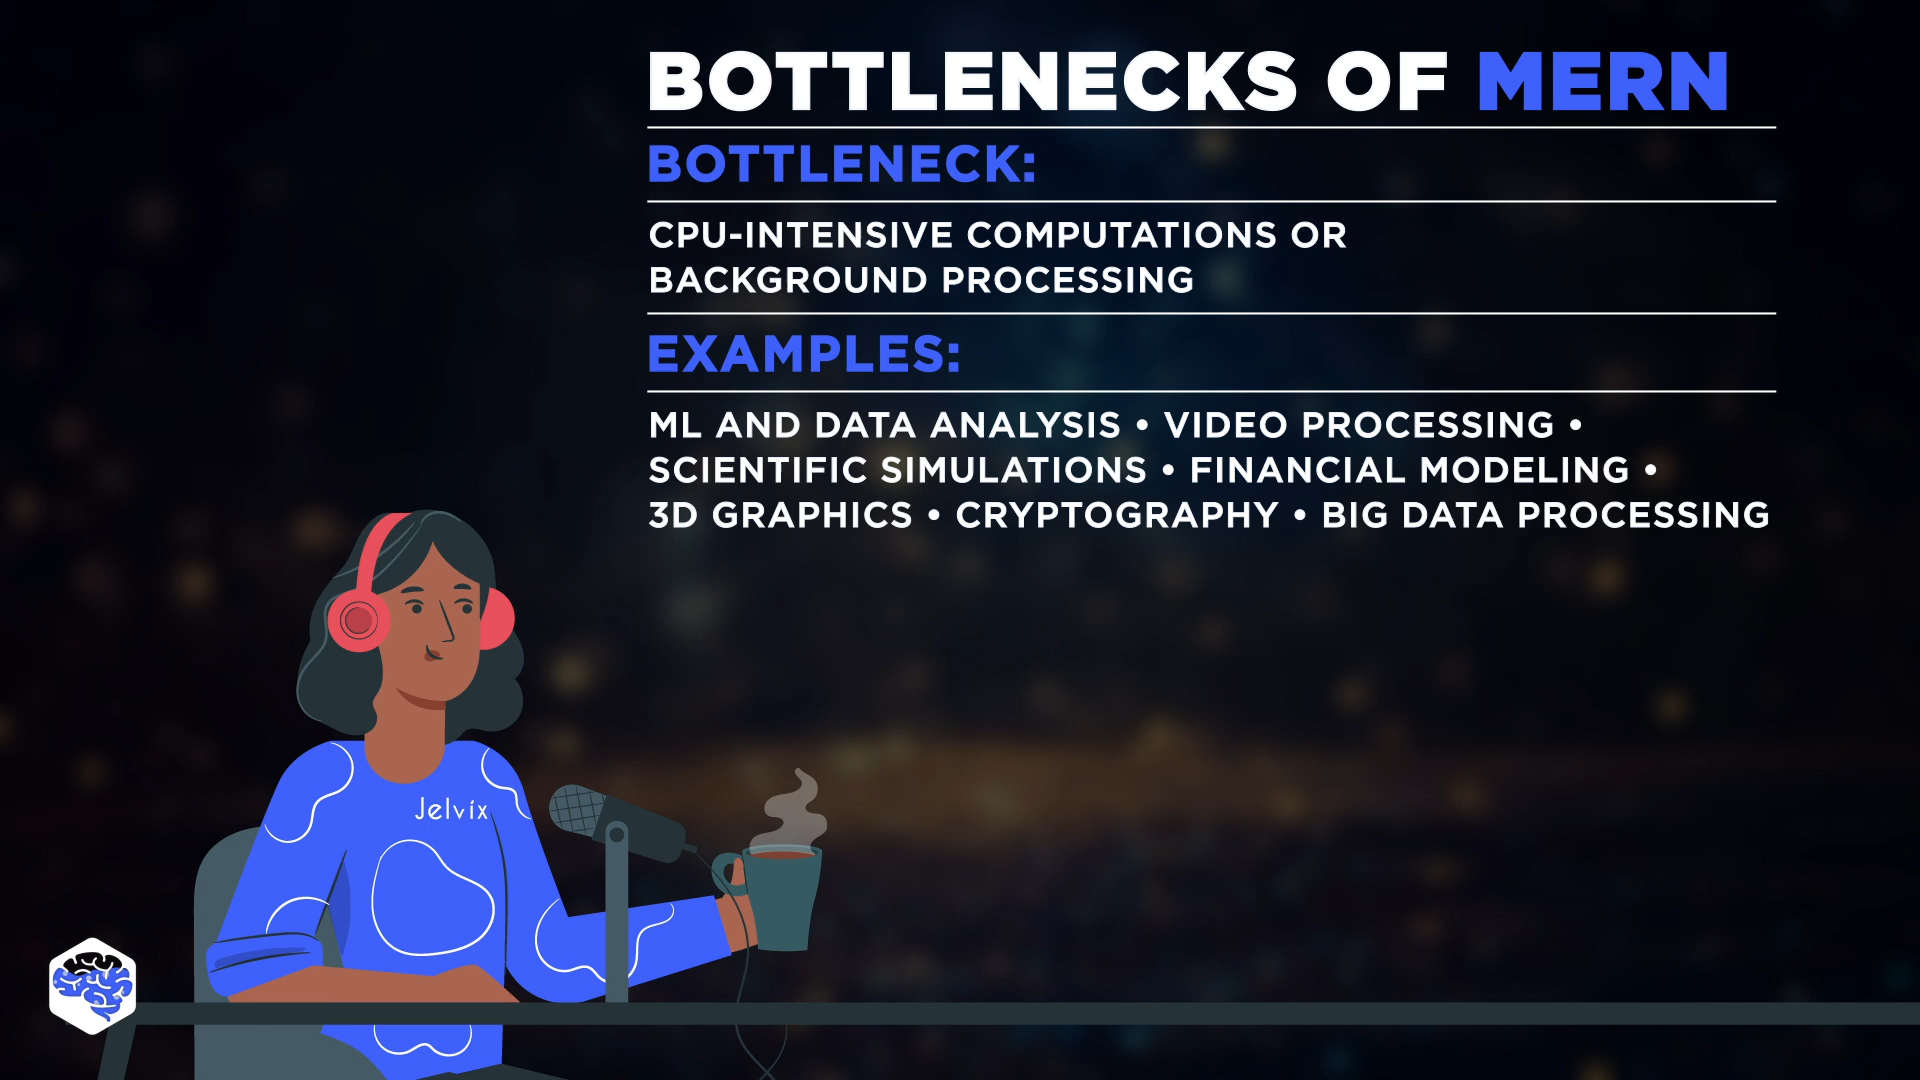 BOTTLENECKS OF MERN
BOTTLENECK:
CPU-INTENSIVE COMPUTATIONS OR
BACKGROUND PROCESSING
EXAMPLES:
ML AND DATA ANALYSIS • VIDEO PROCESSING •
SCIENTIFIC SIMULATIONS • FINANCIAL MODELING •
3D GRAPHICS • CRYPTOGRAPHY • BIG DATA PROCESSING
Jelvix